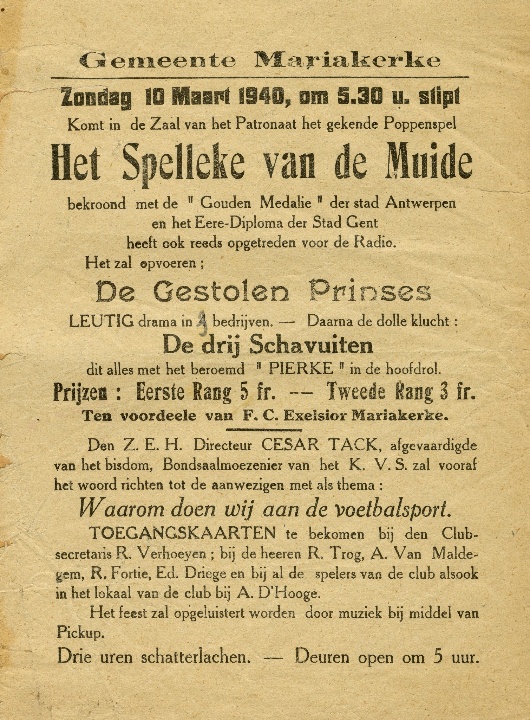 Gemeente Mariakerke
Zondag 10 Maart 1940, om 5.30 u. stipt
Komt in de Zaal van het Patronaat het gekende Poppenspel
Het Spelleke van de Muide
bekroond met de " Gouden Medalie " der stad Antwerpen
en het Eere-Diploma der Stad Gent
heeft ook reeds opgetreden voor de Radio.
Het zal opvoeren ;
De Gestolen Prinses
LEUTIG drama in bedrijven. — Daarna de dolle klucht :
De drij Schavuiten
dit alles met het beroemd " PIERKE " in de hoofdrol.
Prijzen : Eerste Rang 5 fr. -- Tweede Rang 3 fr.
Ten voordeele van F. C. Exelsior Mariakerke.
Den Z. E. H. Directeur CESAR TACK, afgevaardigde
van het bisdom, Bondsaalmoezenier van het K. V. S. zal vooraf
het woord richten tot de aanwezigen met als thema :
Waarom doen wij aan de voetbalsport.
TOEGANGSKAARTEN te bekomen bij den Club-
secretaris R. Verhoeyen ; bij de heeren R. Trog, A. Van Malde-
gem, R. Fortie, Ed. Driege en bij al de spelers van de club alsook
in het lokaal van de club bij A. D'Hooge.
Het feest zal opgeluistert worden door muziek bij middel van
Pickup.
Drie uren schatterlachen. — Deuren open om 5 uur.